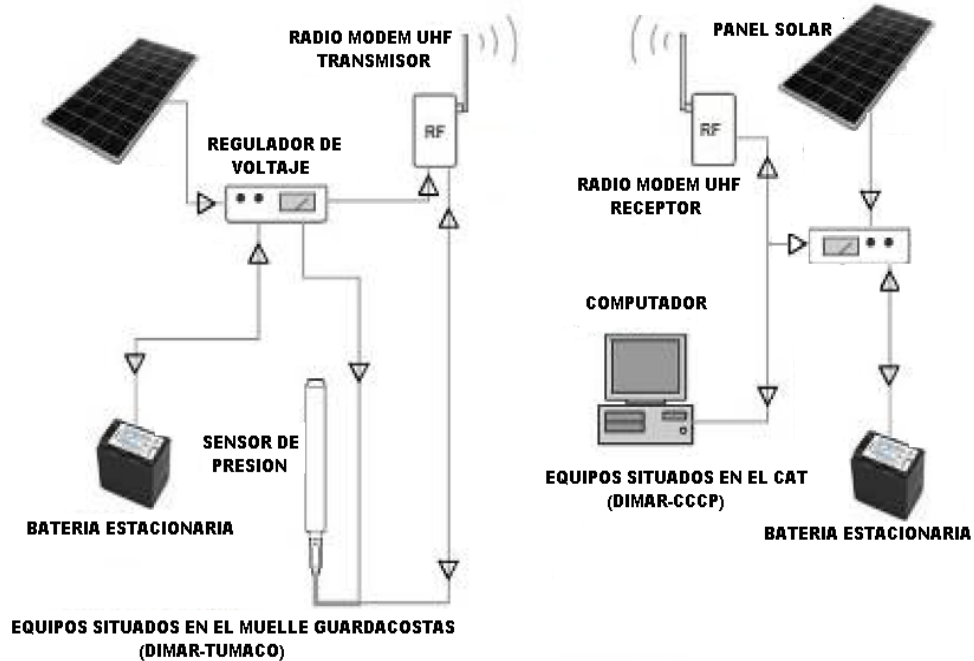 RADIO MODEM UHF
TRANSMISOR
RF
REGULADOR DE
VOLTAJE
SENSOR DE
PRESION
BATERIA ESTACIONARIA
EQUIPOS SITUADOS EN EL MUELLE GUARDACOSTAS
(DIMAR-TUMACO)
PANEL SOLAR
RF
RADIO MODEM UHF
RECEPTOR
COMPUTADOR
EQUIPOS SITUADOS EN EL CAT
(DIMAR-CCCP)
BATERIA ESTACIONARIA